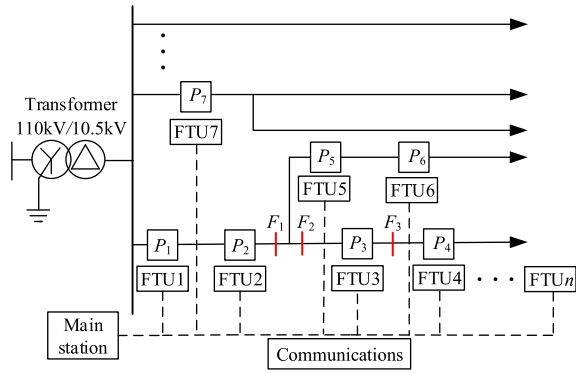 Transformer
110kV/10.5kV
P7
FTU7
P5
P6
FTU5
FTU6
F1
F2
F3
P1
P2
P3
P4
FTU1
FTU2
FTU3
FTU4
FTUn
Main
station
Communications